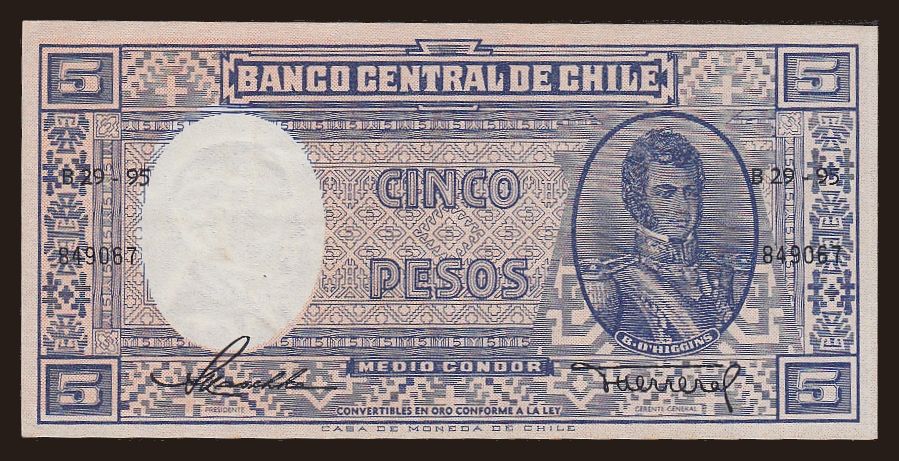 5 BANCO CENTRAL DE CHILE 5
B 29 - 95 B 29 - 95
CINCO
849067 849067
PESOS
B. O'HIGGINS
MEDIO CONDOR
5 5
PRESIDENTE CONVERTIBLES EN ORO CONFORME A LA LEY GERENTE GENERAL
CASA DE MONEDA DE CHILE